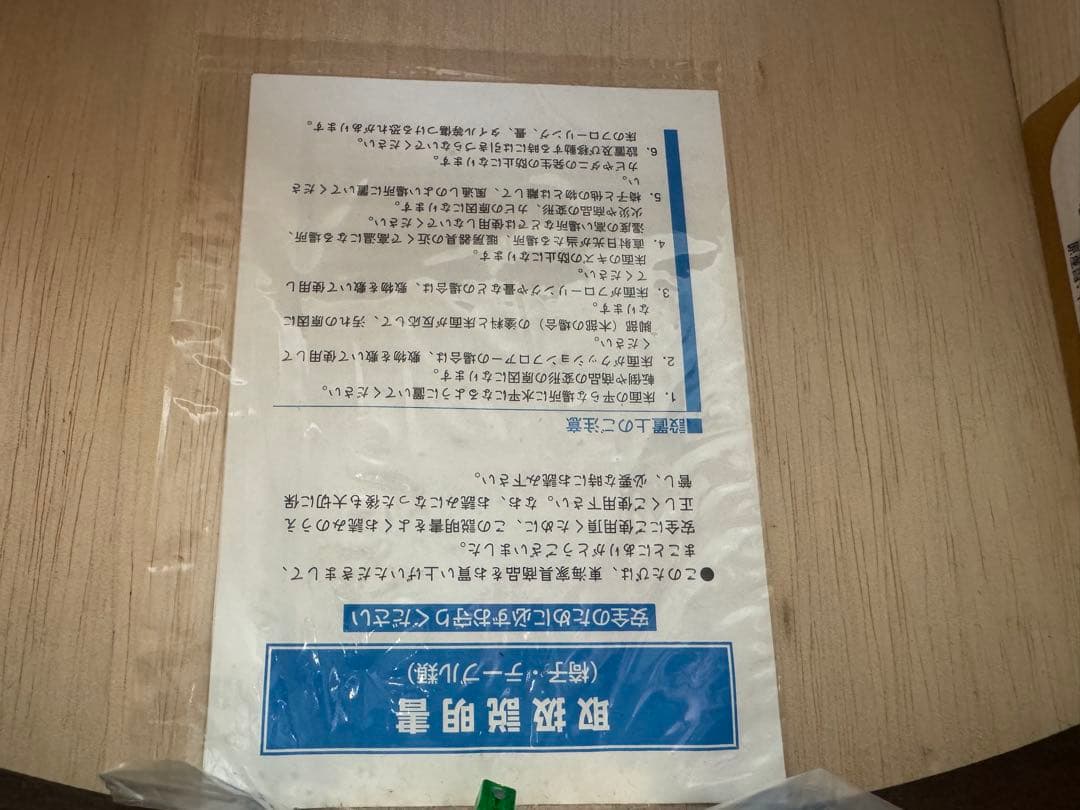 取扱説明書
(椅子・テーブル類)
安全のために必ずお守りください
●このたびは、東海家具商品をお買い上げいただきまして、
まことにありがとうございました。
安全にご使用頂くために、この説明書をよくお読みのうえ
正しくご使用下さい。なお、お読みになった後も大切に保
管し、必要な時にお読み下さい。
■設置上のご注意
1. 床面の平らな場所に水平になるように置いてください。
転倒や商品の変形の原因になります。
2. 床面がクッションフロアーの場合は、敷物を敷いて使用して
ください。
脚部（木部の場合）の塗料と床面が反応して、汚れの原因に
なります。
3. 床面がフローリングや畳などの場合は、敷物を敷いて使用し
てください。
床面のキズの防止になります。
4. 直射日光が当たる場所、暖房器具の近くで高温になる場所、
湿度の高い場所などでは使用しないでください。
火災や商品の変形、カビの原因になります。
5. 椅子と他の物とは離して、風通しのよい場所に置いてくださ
い。
カビやダニの発生の防止になります。
6. 設置及び移動する時には引きづらないでください。
床のフローリング、畳、タイル等傷つける恐れがあります。